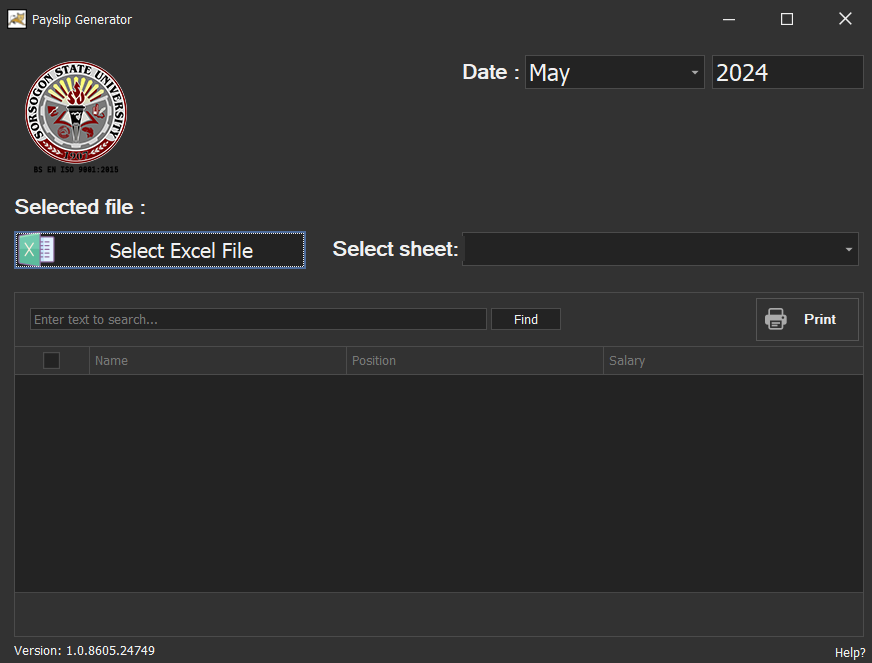 Payslip Generator
Date : May 2024
SORSOGON STATE UNIVERSITY
BS EN ISO 9001:2015
Selected file :
Select Excel File
Select sheet:
Enter text to search...
Find
Print
Name Position Salary
Version: 1.0.8605.24749
Help?